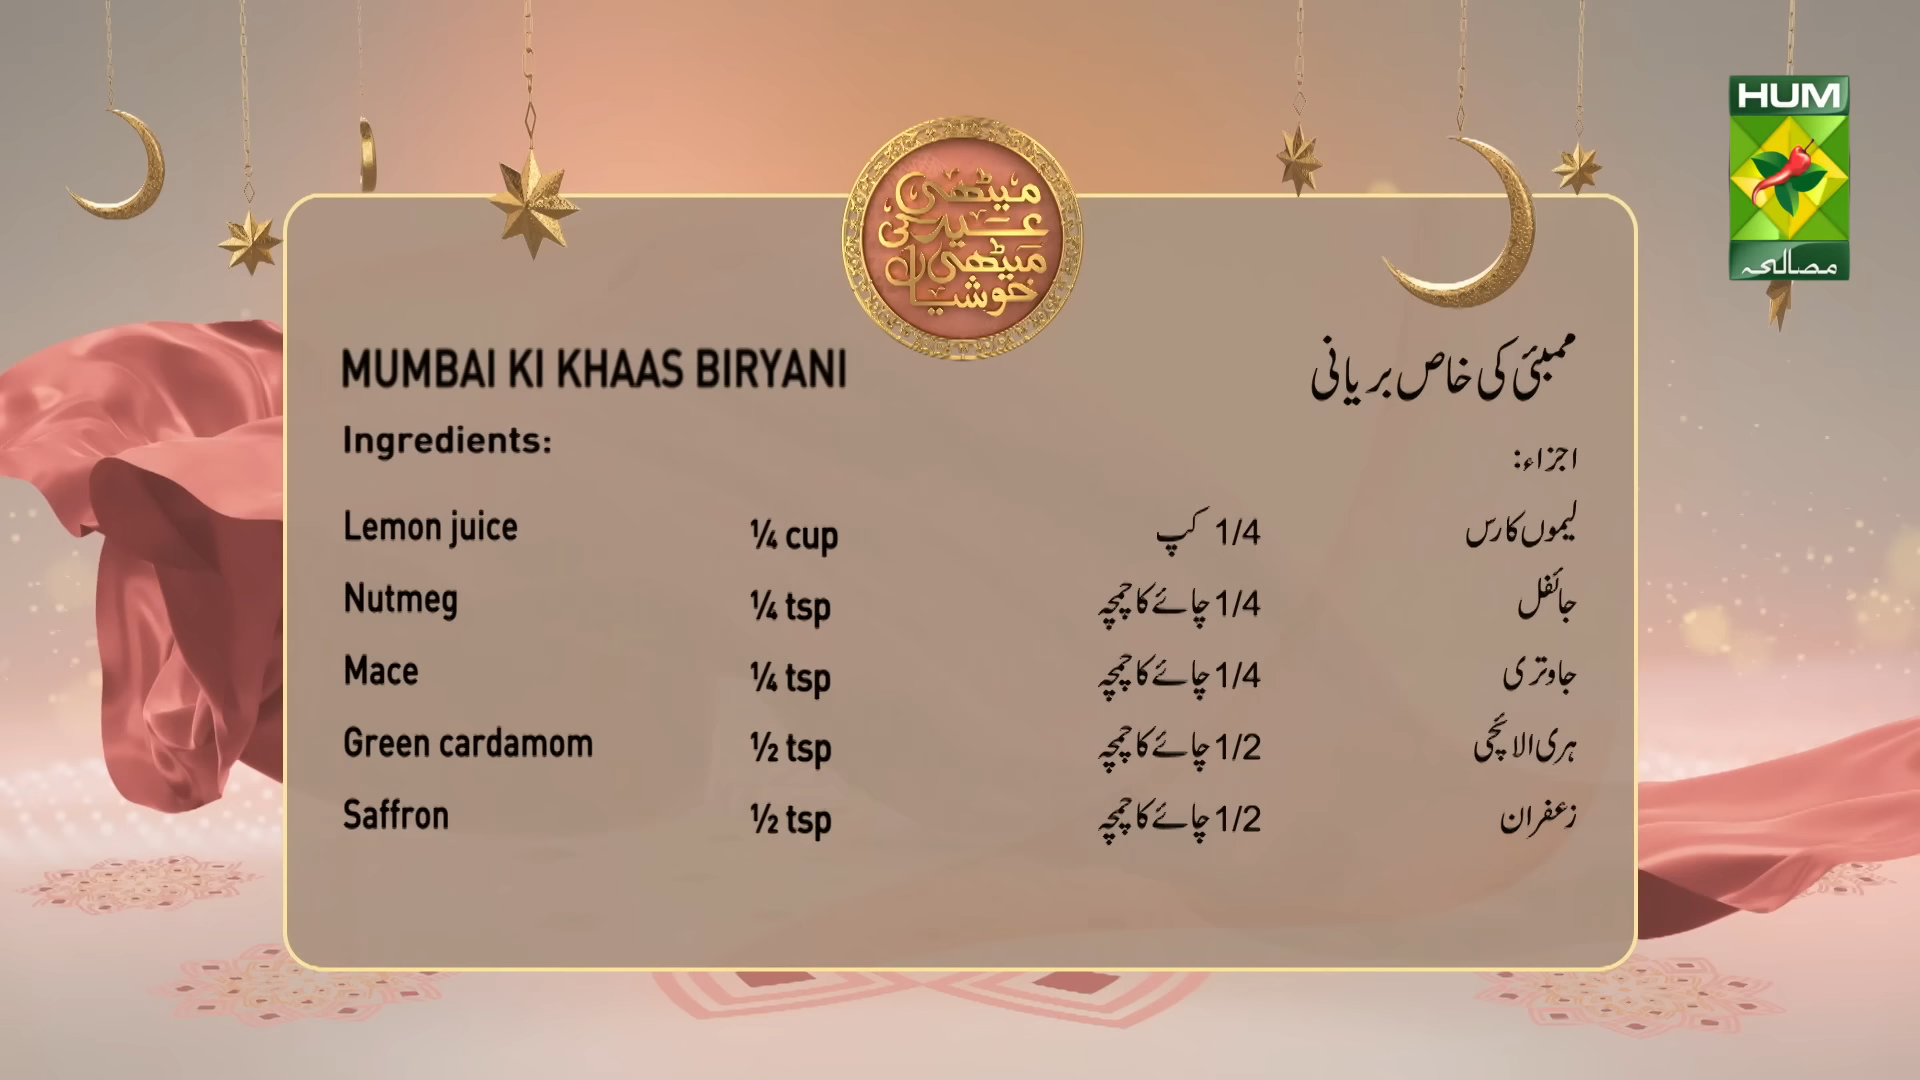 HUM
مصالحہ
میٹھی
عید کی
میٹھی
خوشیاں
MUMBAI KI KHAAS BIRYANI
ممبئی کی خاص بریانی
Ingredients:
اجزاء:
Lemon juice ¼ cup
لیموں کا رس 1/4 کپ
Nutmeg ¼ tsp
جائفل 1/4 چائے کا چمچہ
Mace ¼ tsp
جاوتری 1/4 چائے کا چمچہ
Green cardamom ½ tsp
ہری الائچی 1/2 چائے کا چمچہ
Saffron ½ tsp
زعفران 1/2 چائے کا چمچہ